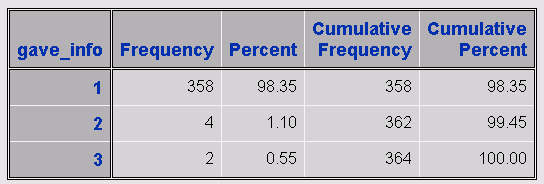 gave_info Frequency Percent Cumulative Frequency Cumulative Percent
1 358 98.35 358 98.35
2 4 1.10 362 99.45
3 2 0.55 364 100.00